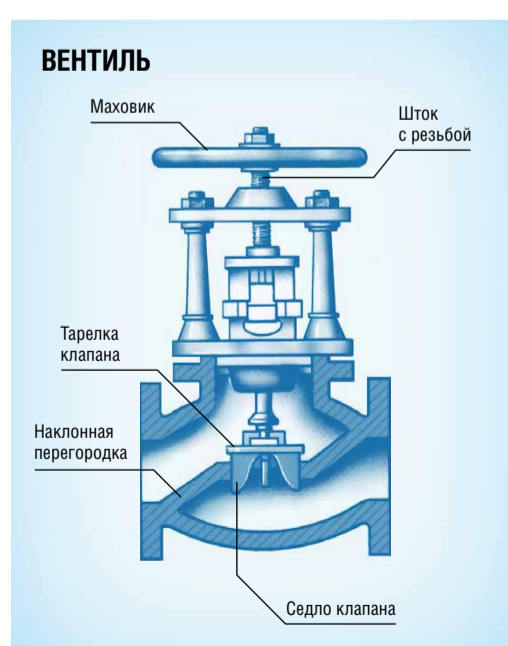 ВЕНТИЛЬ
Маховик
Шток
с резьбой
Тарелка
клапана
Наклонная
перегородка
Седло клапана